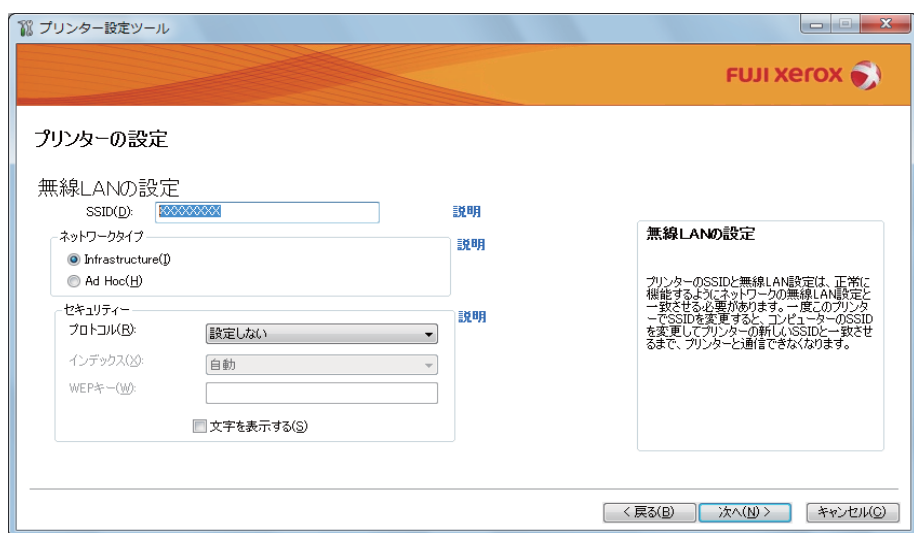 プリンター設定ツール
FUJI xerox
プリンターの設定
無線LANの設定
SSID(D):
XXXXXXXX
説明
ネットワークタイプ
説明
Infrastructure(I)
Ad Hoc(H)
セキュリティー
説明
プロトコル(P):
設定しない
インデックス(X):
自動
WEPキー(W):
文字を表示する(S)
無線LANの設定
プリンターのSSIDと無線LAN設定は、正常に
機能するようにネットワークの無線LAN設定と
一致させる必要があります。一度このプリンタ
ーでSSIDを変更すると、コンピューターのSSID
を変更してプリンターの新しいSSIDと一致させ
るまで、プリンターと通信できなくなります。
< 戻る(B)
次へ(N) >
キャンセル(C)